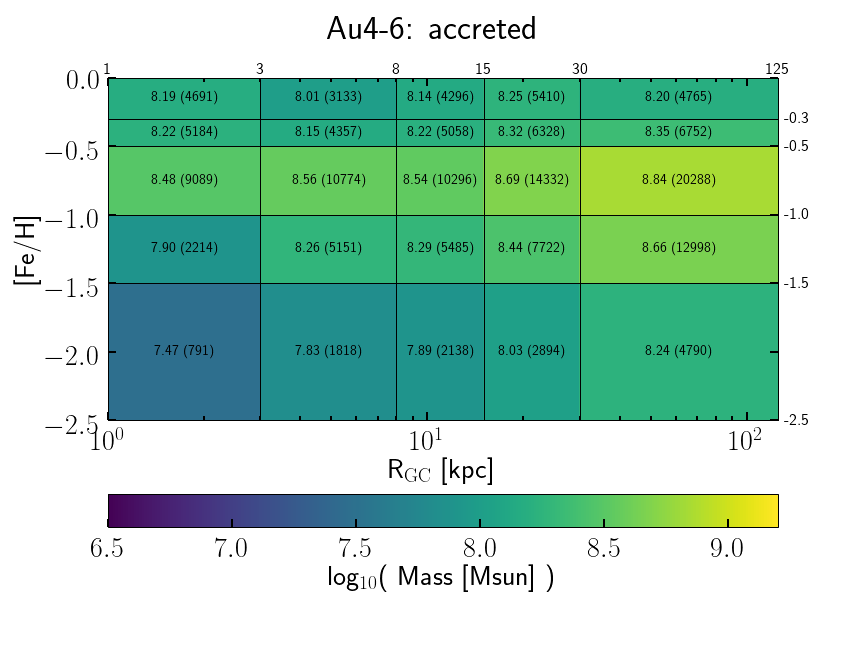 Au4-6: accreted
1 3 8 15 30 125
0.0 8.19 (4691) 8.01 (3133) 8.14 (4296) 8.25 (5410) 8.20 (4765)
-0.3
8.22 (5184) 8.15 (4357) 8.22 (5058) 8.32 (6328) 8.35 (6752)
−0.5 -0.5
8.48 (9089) 8.56 (10774) 8.54 (10296) 8.69 (14332) 8.84 (20288)
−1.0 -1.0
[Fe/H] 7.90 (2214) 8.26 (5151) 8.29 (5485) 8.44 (7722) 8.66 (12998)
−1.5 -1.5
−2.0 7.47 (791) 7.83 (1818) 7.89 (2138) 8.03 (2894) 8.24 (4790)
−2.5 -2.5
10⁰ 10¹ 10²
R_GC [kpc]
6.5 7.0 7.5 8.0 8.5 9.0
log₁₀( Mass [Msun] )